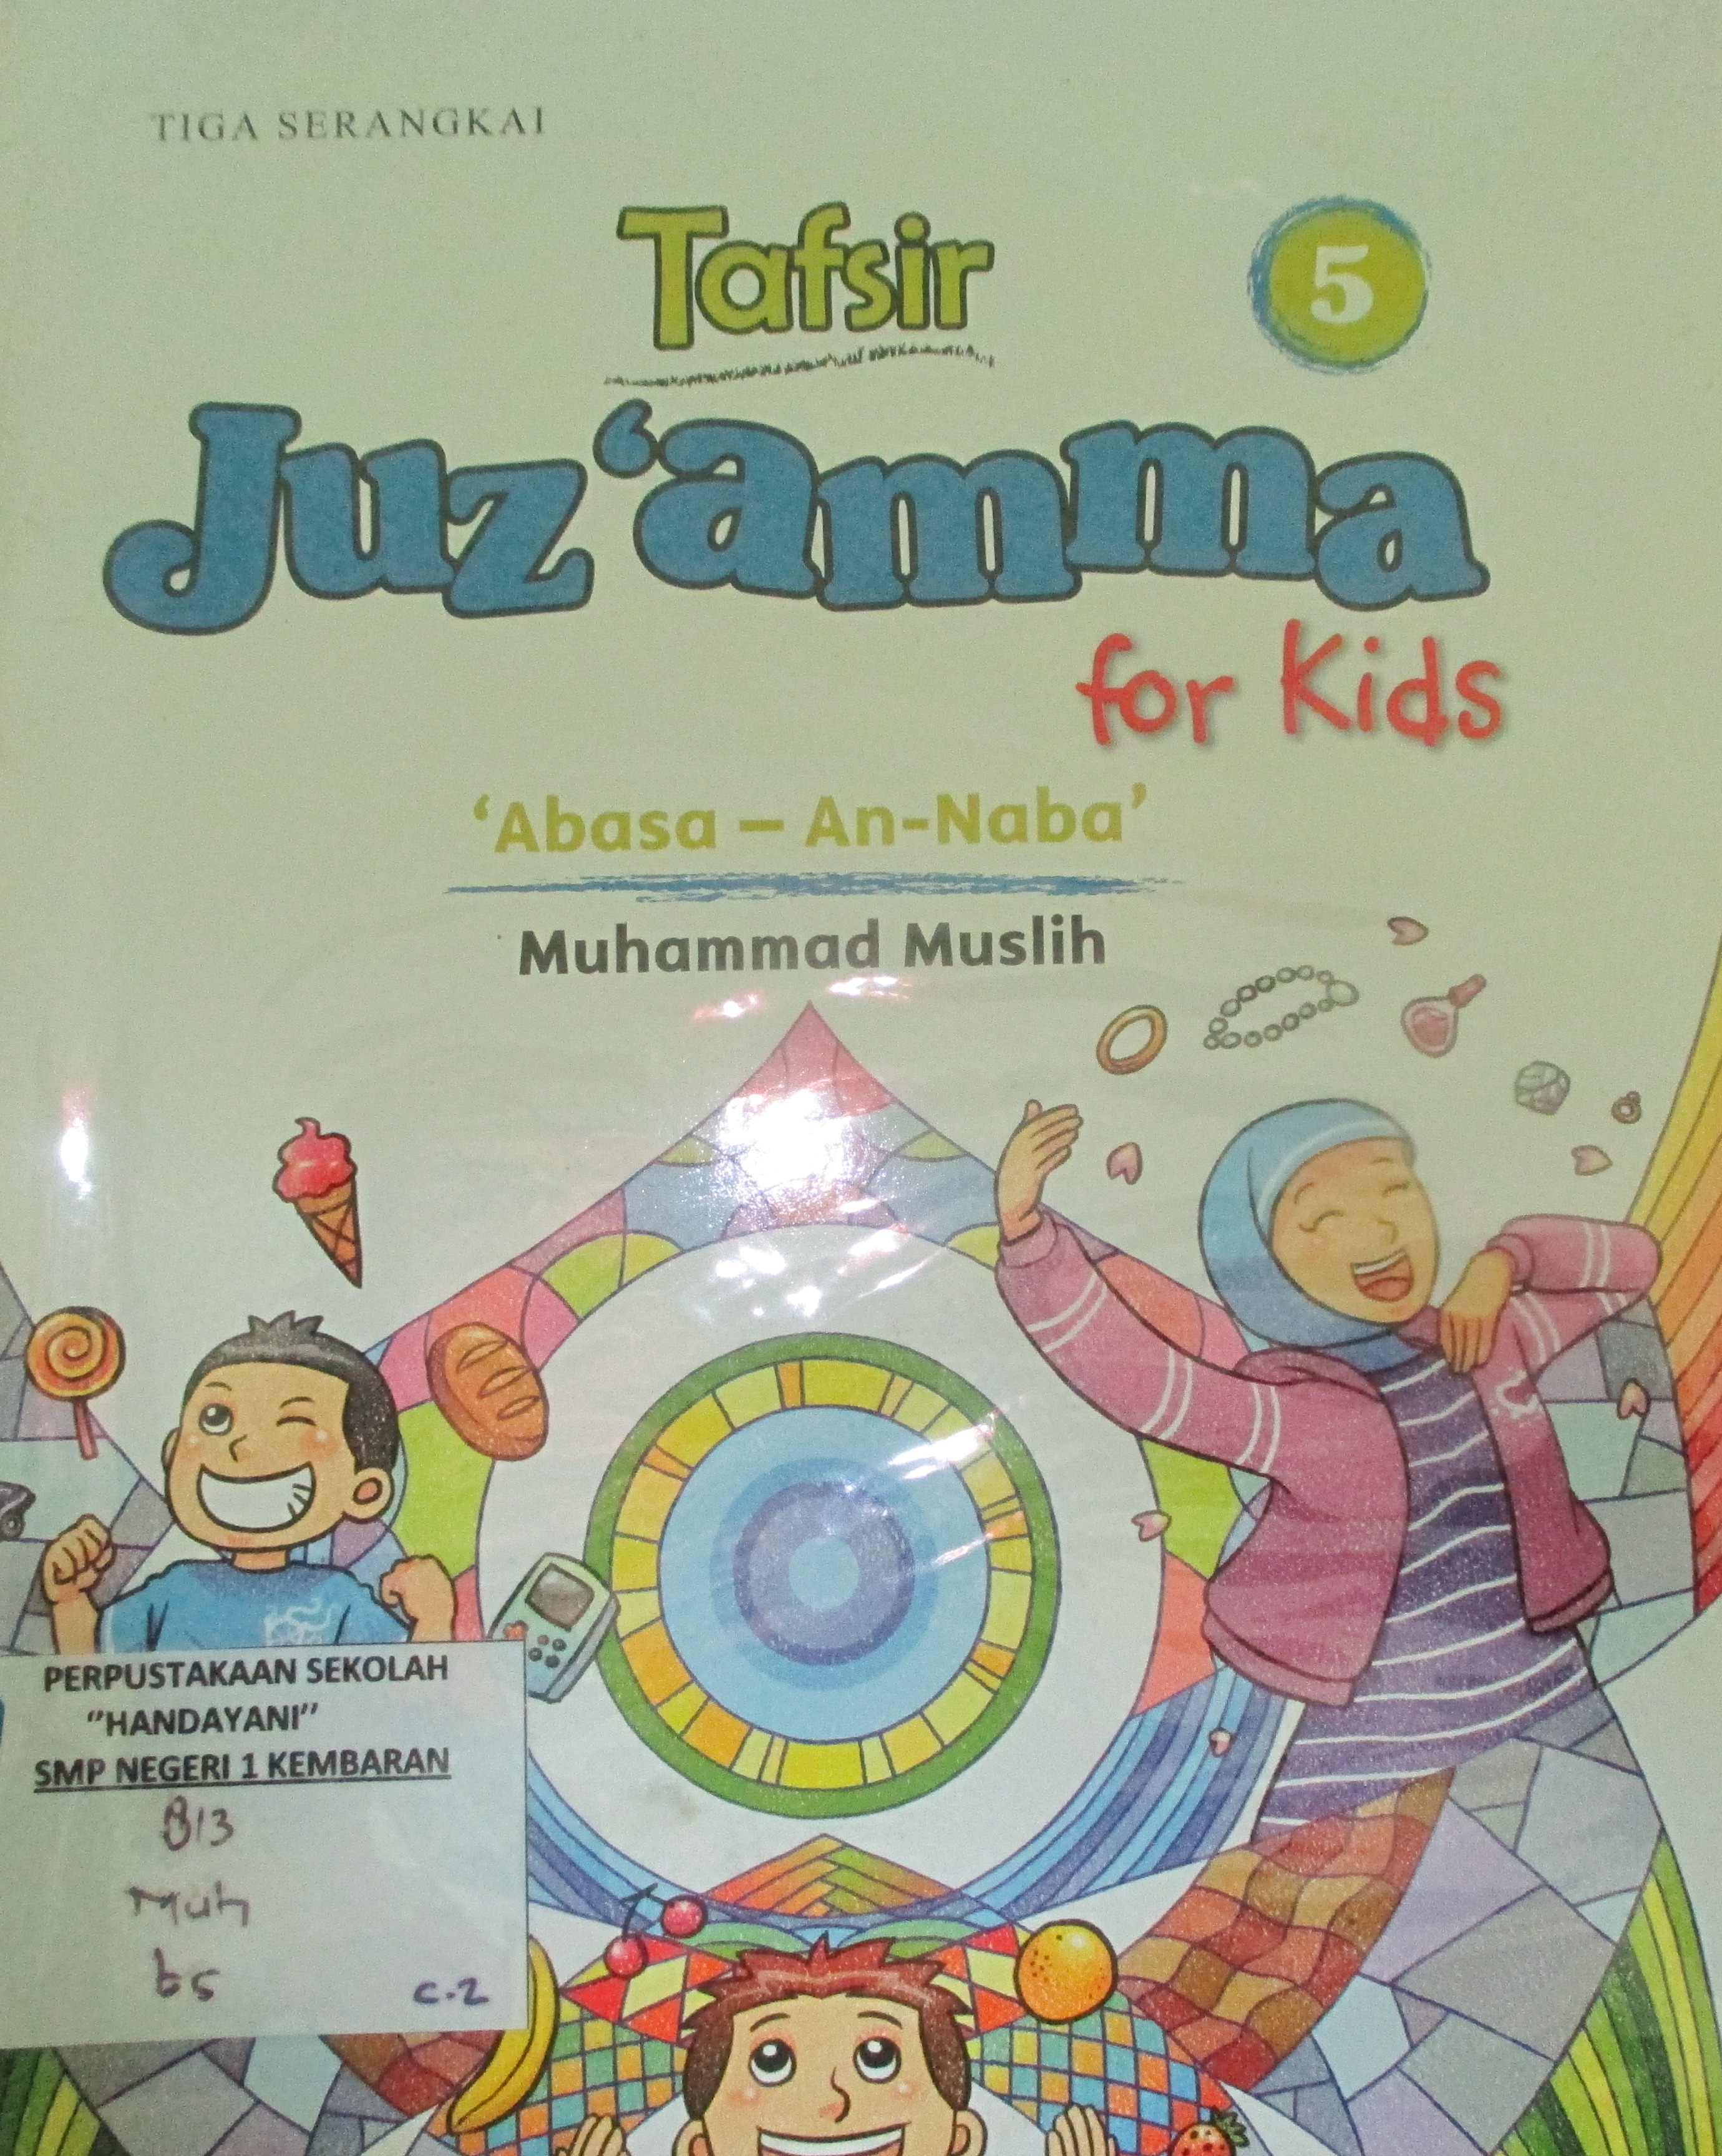 TIGA SERANGKAI
Tafsir
5
Juz‘amma
for Kids
‘Abasa – An-Naba’
Muhammad Muslih
PERPUSTAKAAN SEKOLAH
“HANDAYANI”
SMP NEGERI 1 KEMBARAN
813
Muh
t5
c.2